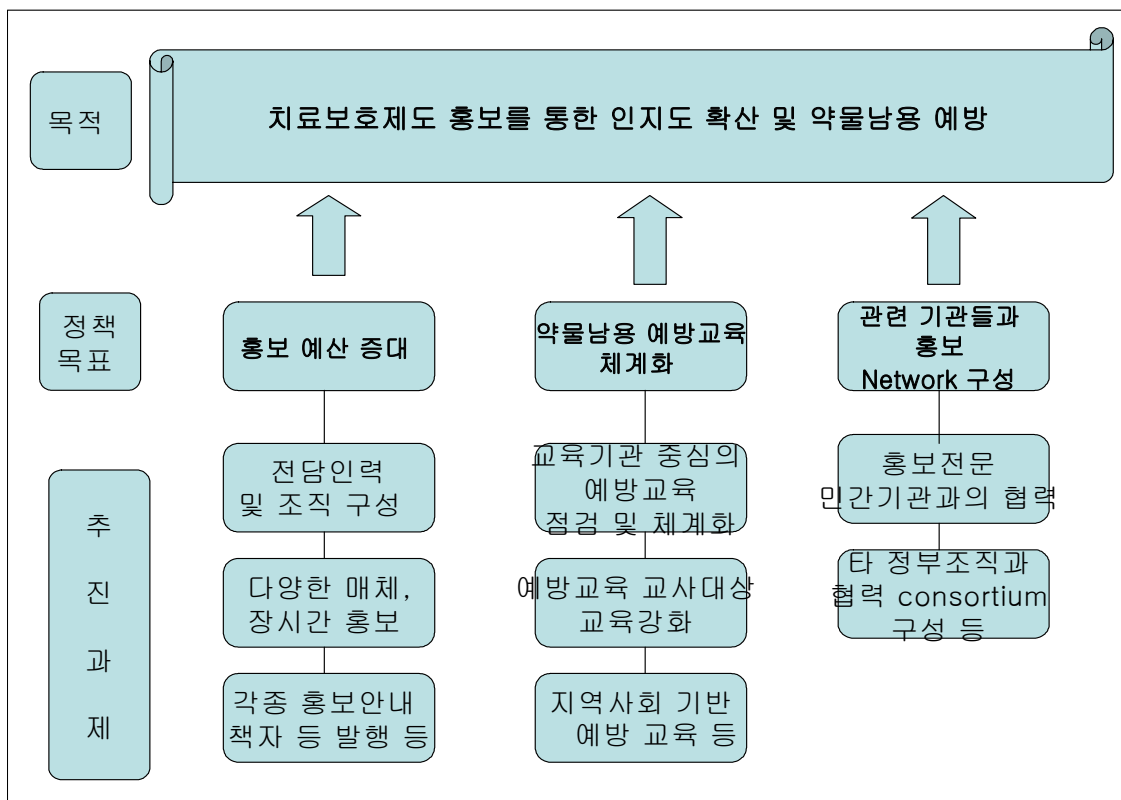 목적
치료보호제도 홍보를 통한 인지도 확산 및 약물남용 예방
정책
목표
홍보 예산 증대
약물남용 예방교육
체계화
관련 기관들과
홍보
Network 구성
추
진
과
제
전담인력
및 조직 구성
교육기관 중심의
예방교육
점검 및 체계화
홍보전문
민간기관과의 협력
다양한 매체,
장시간 홍보
예방교육 교사대상
교육강화
타 정부조직과
협력 consortium
구성 등
각종 홍보안내
책자 등 발행 등
지역사회 기반
예방 교육 등